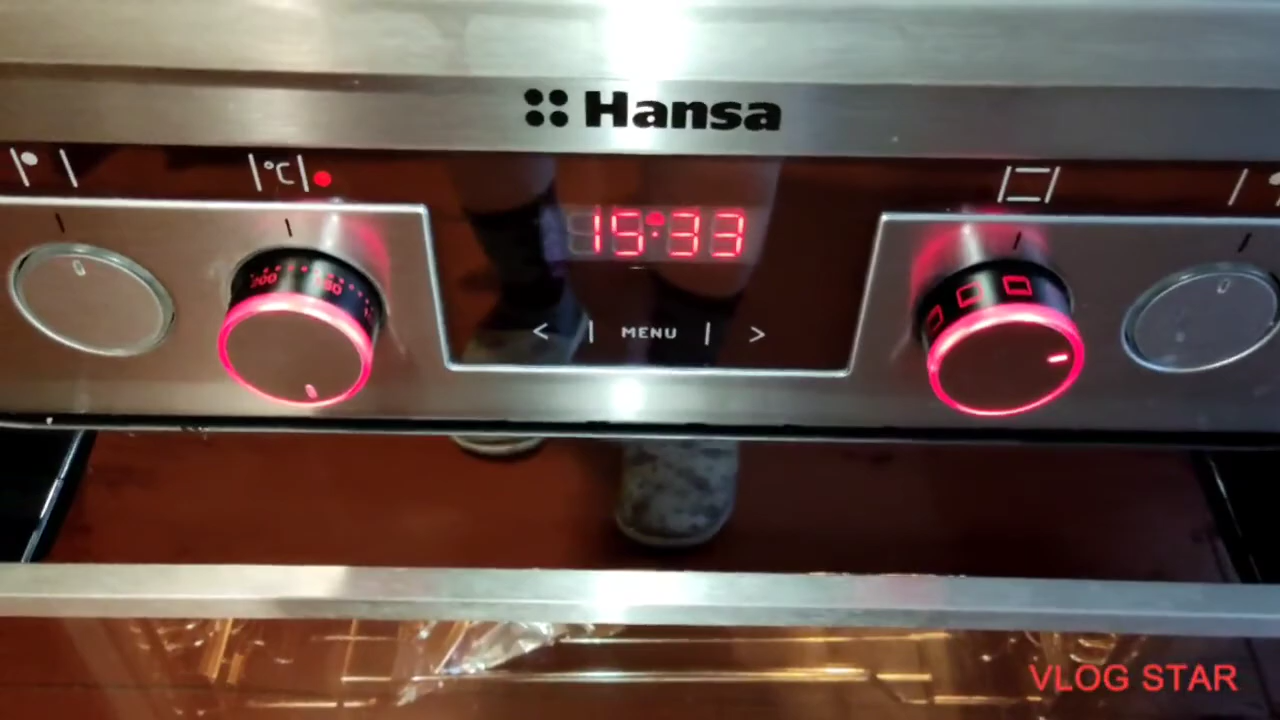 Hansa
°C
15:33
200
< | MENU | >
VLOG STAR